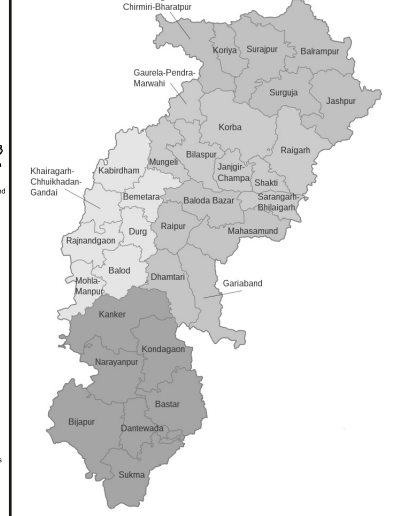 Chirmiri-Bharatpur
Koriya
Surajpur
Balrampur
Gaurela-Pendra-
Marwahi
Surguja
Jashpur
Korba
Raigarh
Bilaspur
Mungeli
Kabirdham
Janjgir-
Champa
Shakti
Khairagarh-
Chhuikhadan-
Gandai
Bemetara
Baloda Bazar
Sarangarh-
Bhilaigarh
Durg
Raipur
Mahasamund
Rajnandgaon
Balod
Dhamtari
Gariaband
Mohla-
Manpur
Kanker
Kondagaon
Narayanpur
Bastar
Bijapur
Dantewada
Sukma